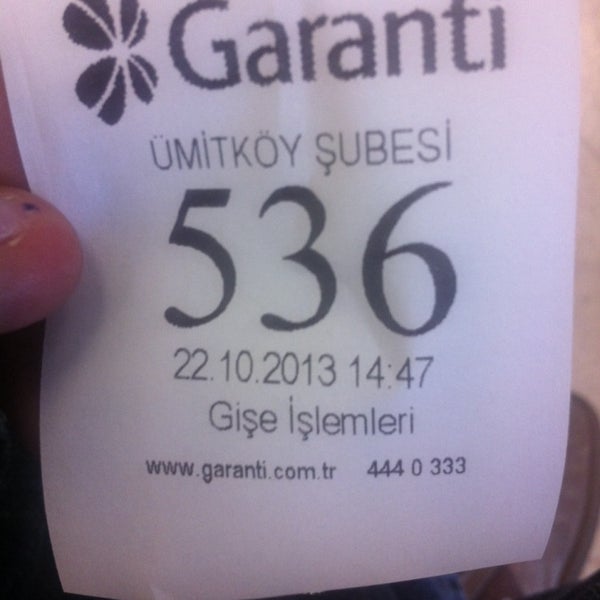 Garanti
ÜMİTKÖY ŞUBESİ
536
22.10.2013 14:47
Gişe İşlemleri
www.garanti.com.tr 444 0 333